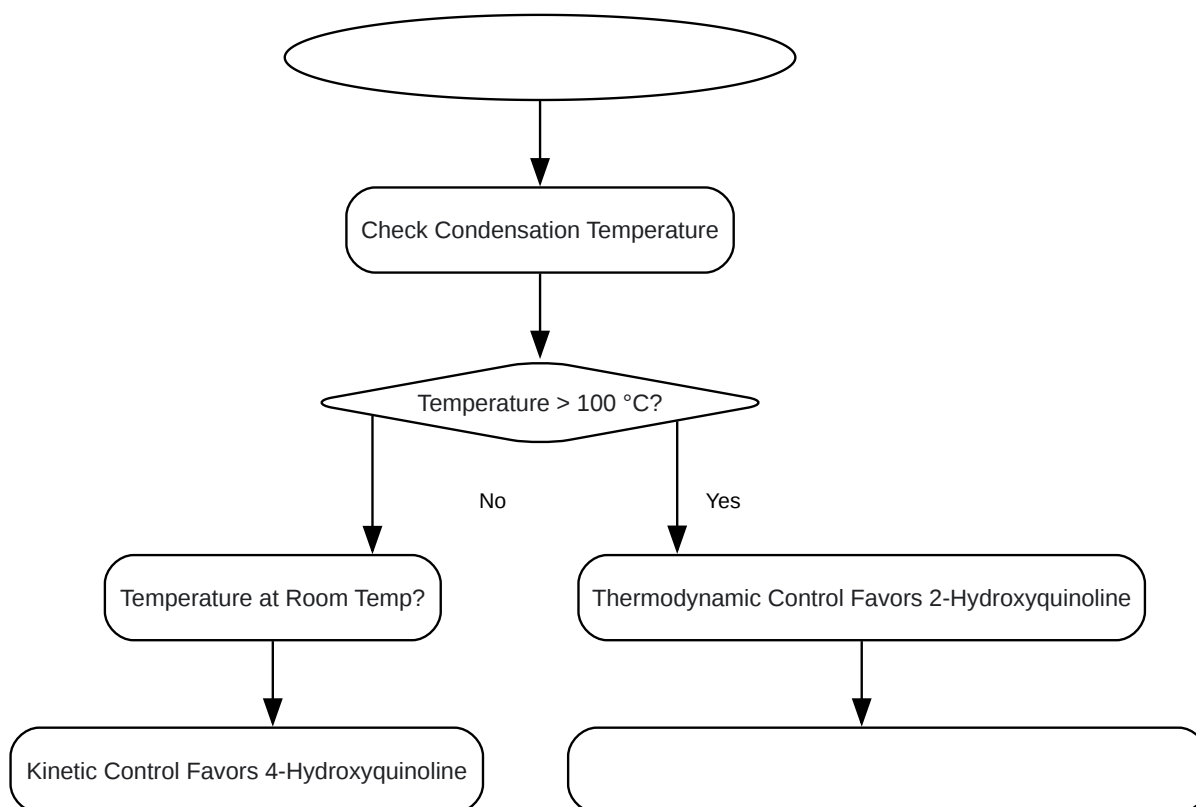 Check Condensation Temperature
Temperature > 100 °C?
No
Yes
Temperature at Room Temp?
Thermodynamic Control Favors 2-Hydroxyquinoline
Kinetic Control Favors 4-Hydroxyquinoline